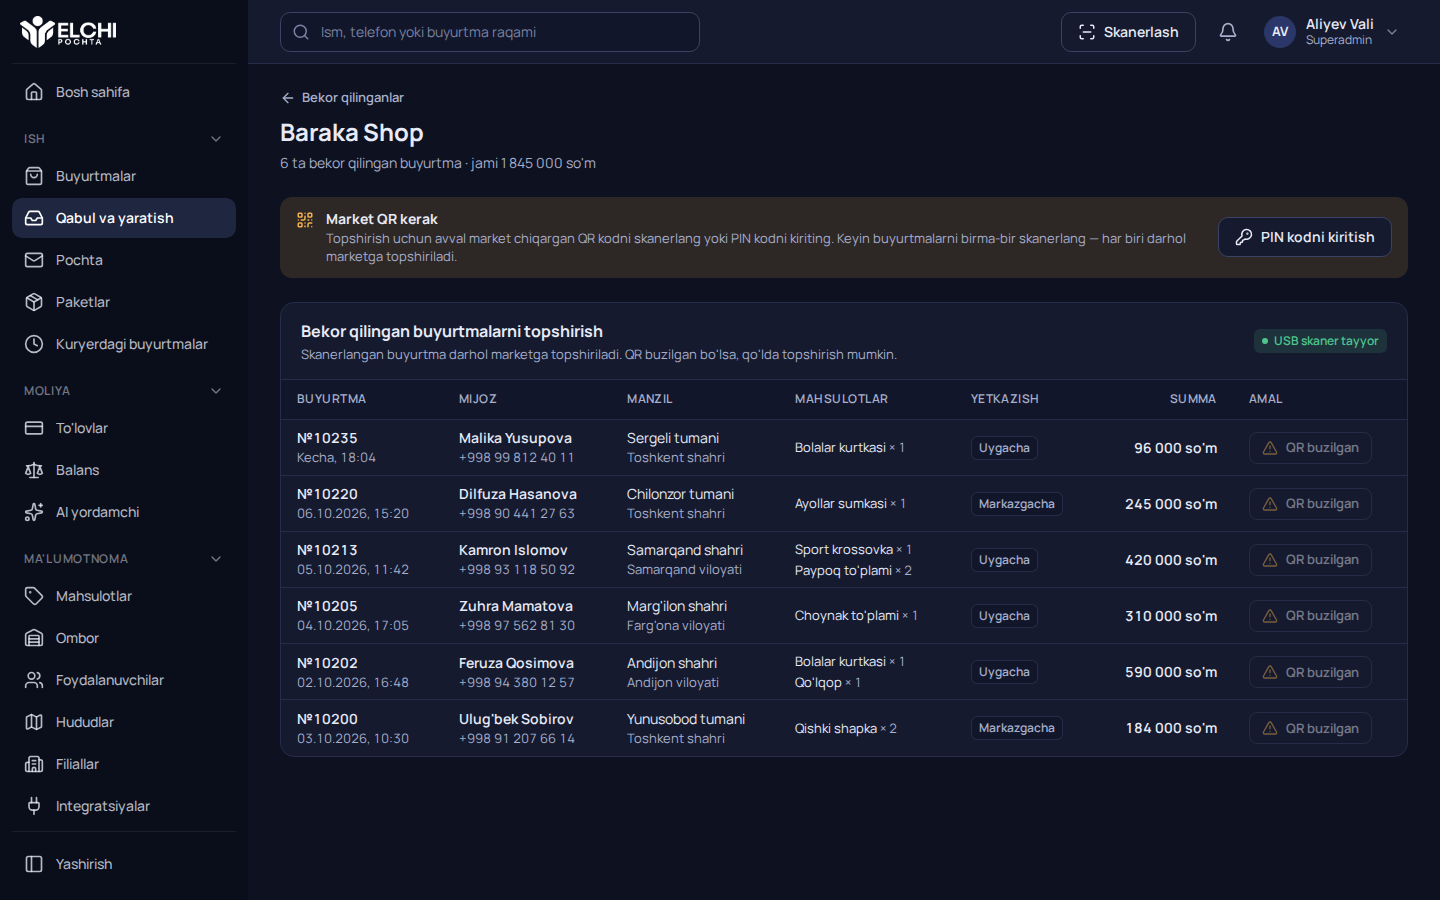 ELCHI
POCHTA
Ism, telefon yoki buyurtma raqami
Skanerlash
AV
Aliyev Vali
Superadmin
Bosh sahifa
ISH
Buyurtmalar
Qabul va yaratish
Pochta
Paketlar
Kuryerdagi buyurtmalar
MOLIYA
To'lovlar
Balans
AI yordamchi
MA'LUMOTNOMA
Mahsulotlar
Ombor
Foydalanuvchilar
Hududlar
Filiallar
Integratsiyalar
Yashirish
Bekor qilinganlar
Baraka Shop
6 ta bekor qilingan buyurtma · jami 1 845 000 so'm
Market QR kerak
Topshirish uchun avval market chiqargan QR kodni skanerlang yoki PIN kodni kiriting. Keyin buyurtmalarni birma-bir skanerlang — har biri darhol
marketga topshiriladi.
PIN kodni kiritish
Bekor qilingan buyurtmalarni topshirish
Skanerlangan buyurtma darhol marketga topshiriladi. QR buzilgan bo'lsa, qo'lda topshirish mumkin.
USB skaner tayyor
BUYURTMA MIJOZ MANZIL MAHSULOTLAR YETKAZISH SUMMA AMAL
№10235 Malika Yusupova Sergeli tumani Bolalar kurtkasi × 1 Uygacha 96 000 so'm QR buzilgan
Kecha, 18:04 +998 99 812 40 11 Toshkent shahri
№10220 Dilfuza Hasanova Chilonzor tumani Ayollar sumkasi × 1 Markazgacha 245 000 so'm QR buzilgan
06.10.2026, 15:20 +998 90 441 27 63 Toshkent shahri
№10213 Kamron Islomov Samarqand shahri Sport krossovka × 1 Uygacha 420 000 so'm QR buzilgan
05.10.2026, 11:42 +998 93 118 50 92 Samarqand viloyati Paypoq to'plami × 2
№10205 Zuhra Mamatova Marg'ilon shahri Choynak to'plami × 1 Uygacha 310 000 so'm QR buzilgan
04.10.2026, 17:05 +998 97 562 81 30 Farg'ona viloyati
№10202 Feruza Qosimova Andijon shahri Bolalar kurtkasi × 1 Uygacha 590 000 so'm QR buzilgan
02.10.2026, 16:48 +998 94 380 12 57 Andijon viloyati Qo'lqop × 1
№10200 Ulug'bek Sobirov Yunusobod tumani Qishki shapka × 2 Markazgacha 184 000 so'm QR buzilgan
03.10.2026, 10:30 +998 91 207 66 14 Toshkent shahri